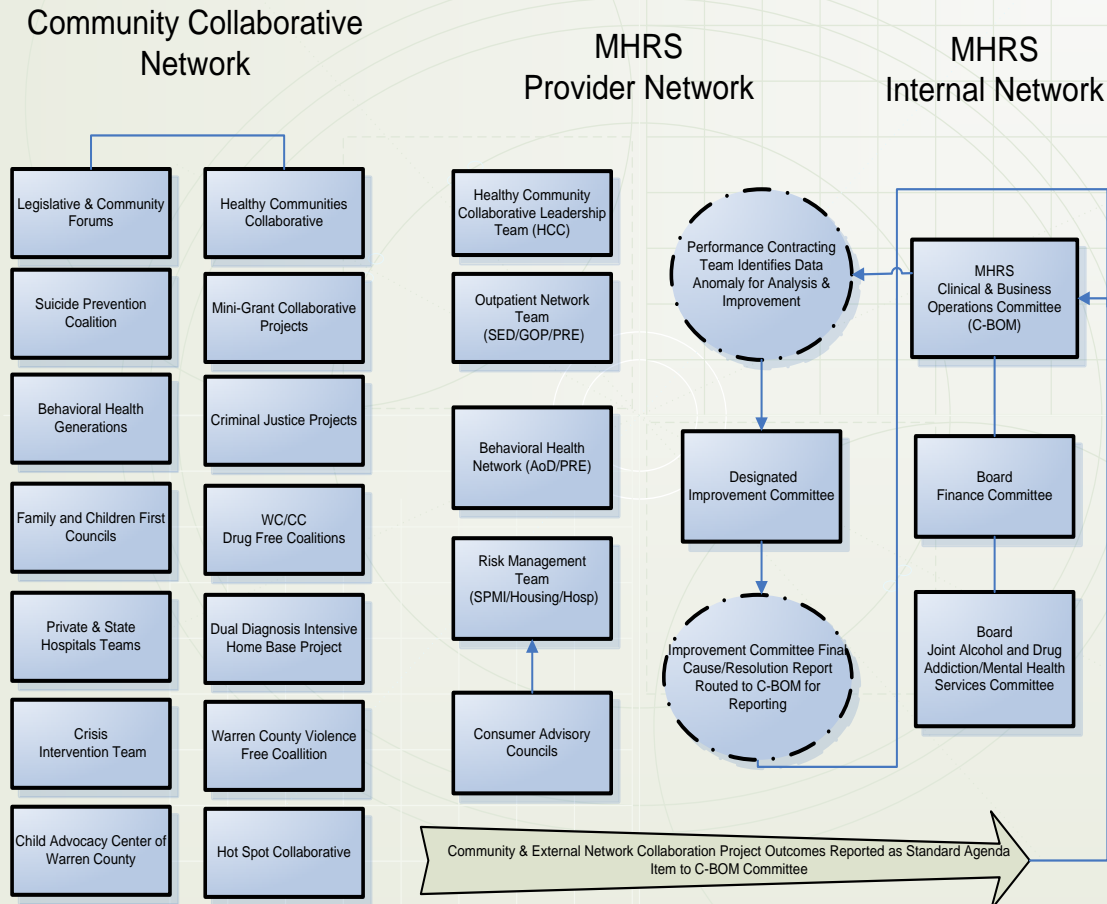 Community Collaborative
Network
MHRS
Provider Network
MHRS
Internal Network
Legislative & Community
Forums
Healthy Communities
Collaborative
Suicide Prevention
Coalition
Mini-Grant Collaborative
Projects
Behavioral Health
Generations
Criminal Justice Projects
Family and Children First
Councils
WC/CC
Drug Free Coalitions
Private & State
Hospitals Teams
Dual Diagnosis Intensive
Home Base Project
Crisis
Intervention Team
Warren County Violence
Free Coallition
Child Advocacy Center of
Warren County
Hot Spot Collaborative
Healthy Community
Collaborative Leadership
Team (HCC)
Outpatient Network
Team
(SED/GOP/PRE)
Behavioral Health
Network (AoD/PRE)
Risk Management
Team
(SPMI/Housing/Hosp)
Consumer Advisory
Councils
Performance Contracting
Team Identifies Data
Anomaly for Analysis &
Improvement
Designated
Improvement Committee
Improvement Committee Final
Cause/Resolution Report
Routed to C-BOM for
Reporting
MHRS
Clinical & Business
Operations Committee
(C-BOM)
Board
Finance Committee
Board
Joint Alcohol and Drug
Addiction/Mental Health
Services Committee
Community & External Network Collaboration Project Outcomes Reported as Standard Agenda
Item to C-BOM Committee